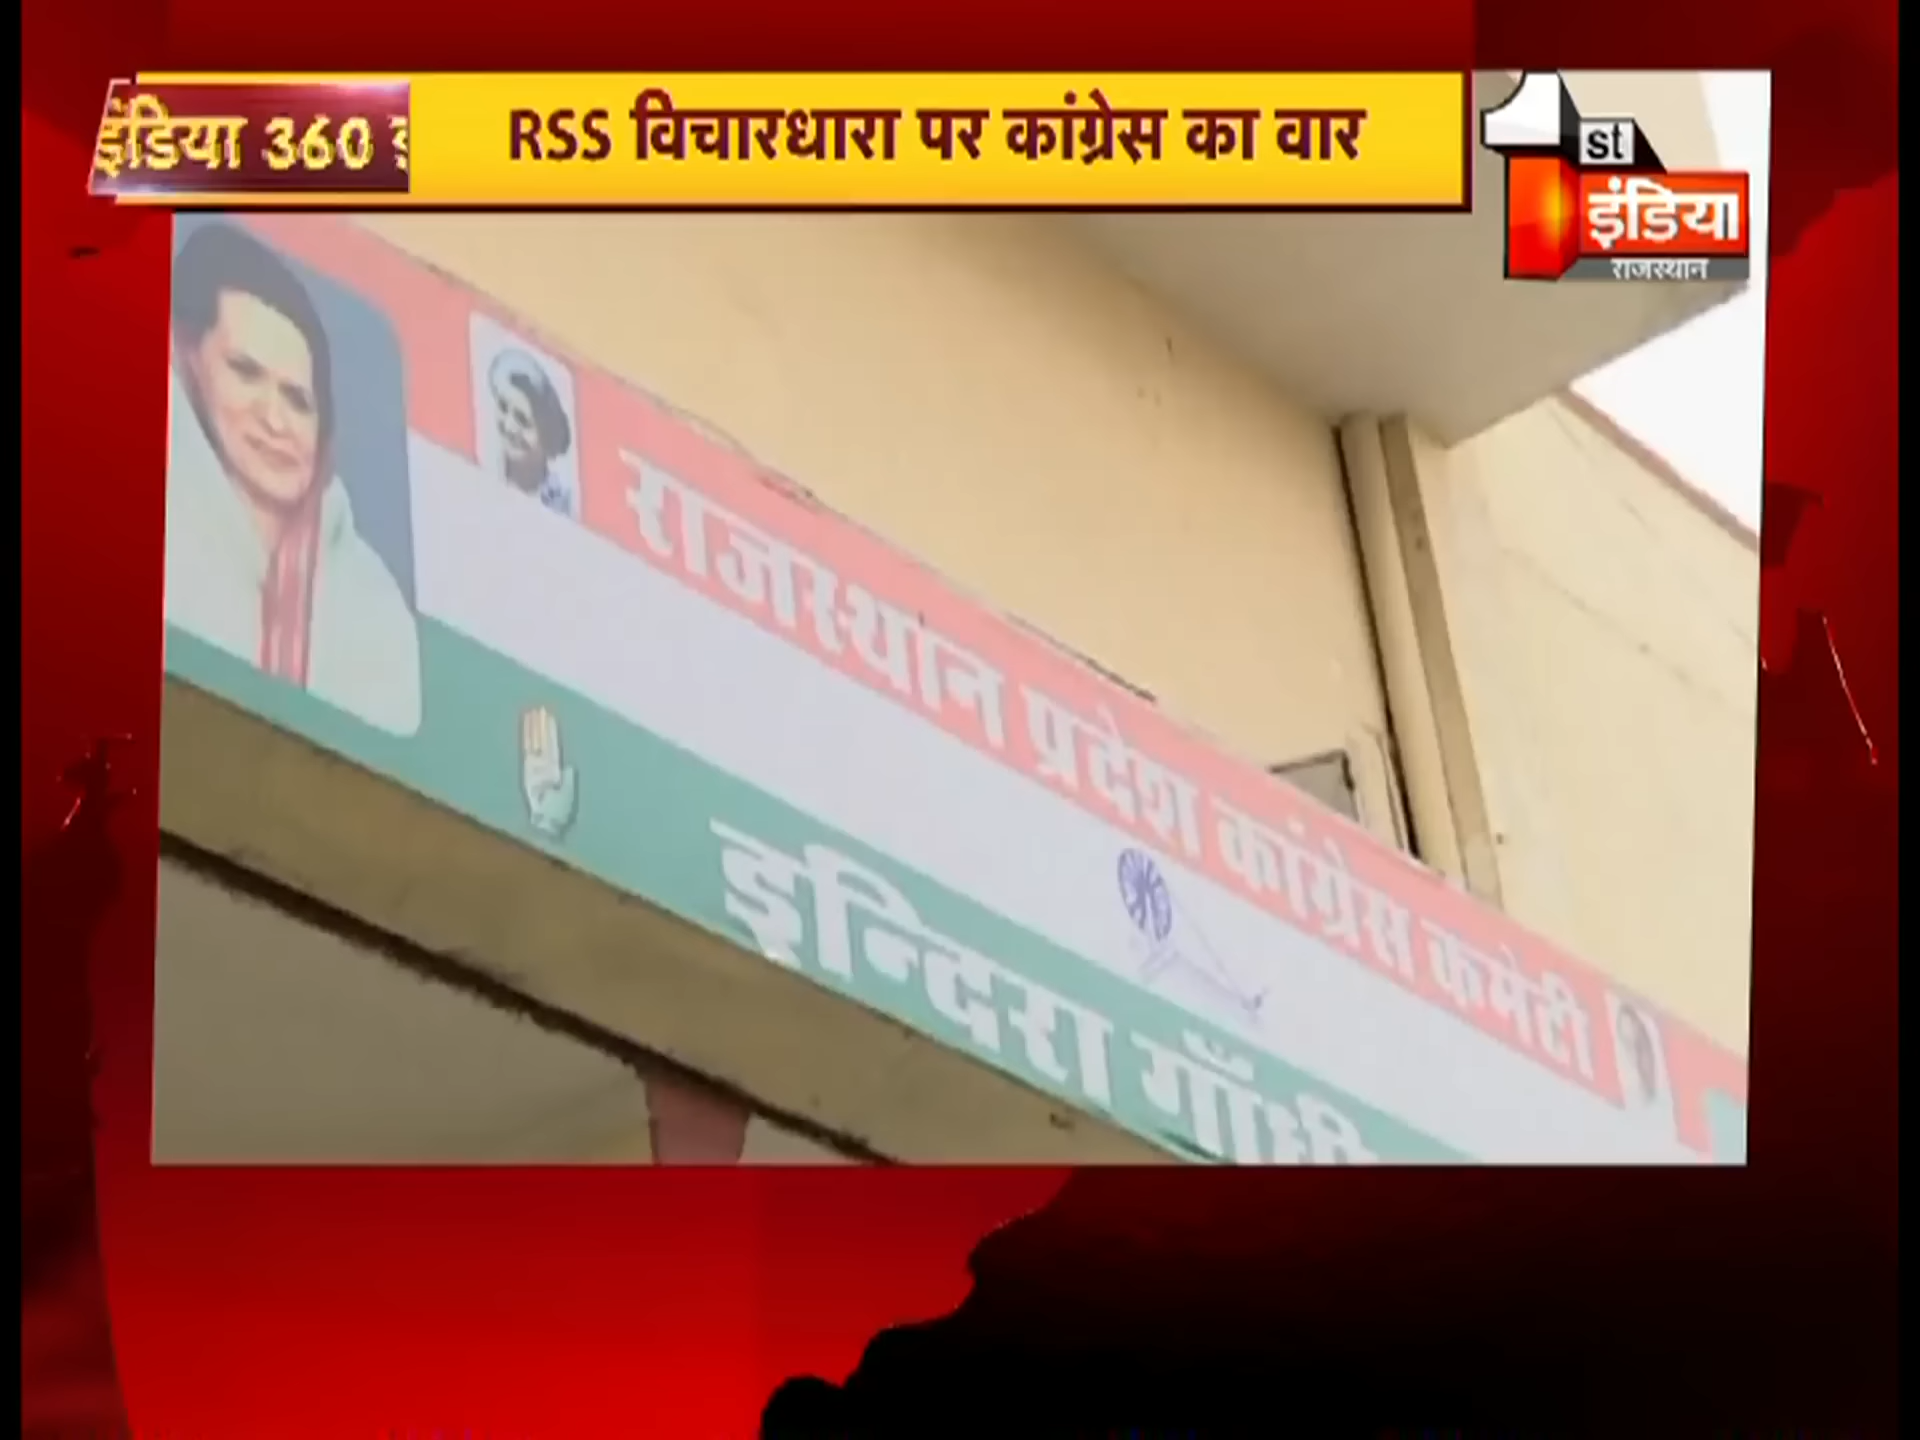 इंडिया 360
RSS विचारधारा पर कांग्रेस का वार
1st
इंडिया
राजस्थान
राजस्थान प्रदेश कांग्रेस कमेटी
इन्दिरा गाँधी